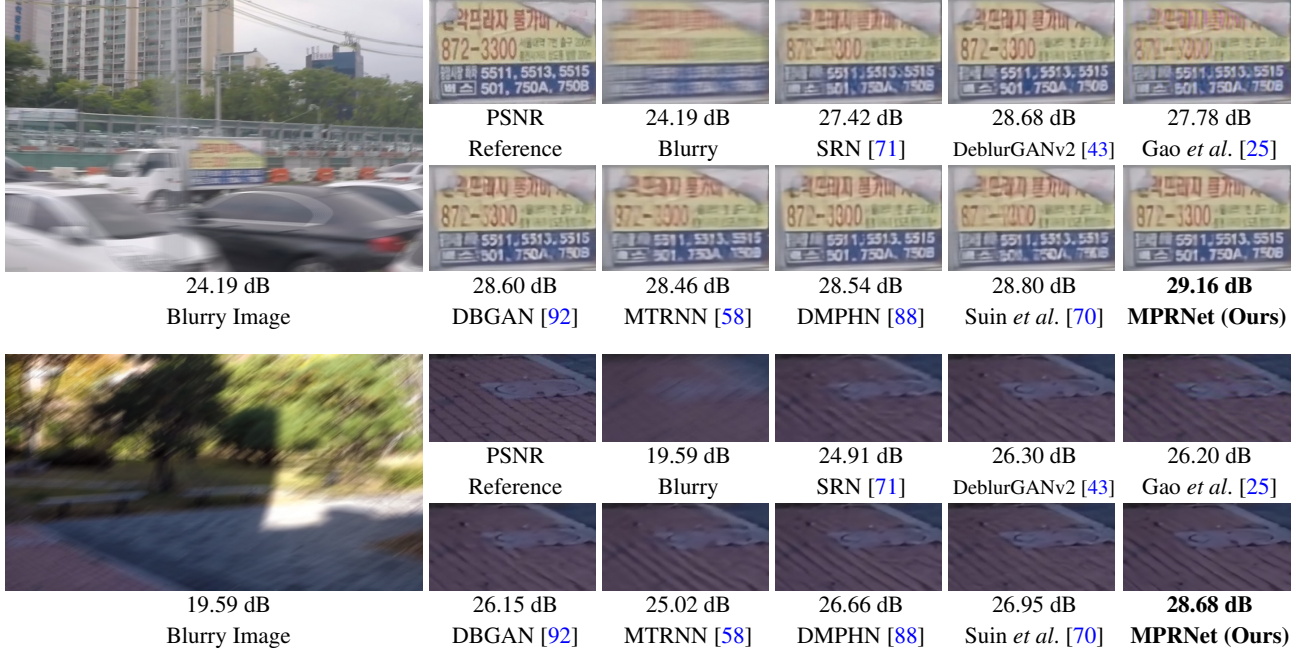 872-3300
5511, 5513, 5515
버스 501, 750A, 750B
PSNR 24.19 dB 27.42 dB 28.68 dB 27.78 dB
Reference Blurry SRN [71] DeblurGANv2 [43] Gao et al. [25]
24.19 dB 28.60 dB 28.46 dB 28.54 dB 28.80 dB 29.16 dB
Blurry Image DBGAN [92] MTRNN [58] DMPHN [88] Suin et al. [70] MPRNet (Ours)
PSNR 19.59 dB 24.91 dB 26.30 dB 26.20 dB
Reference Blurry SRN [71] DeblurGANv2 [43] Gao et al. [25]
19.59 dB 26.15 dB 25.02 dB 26.66 dB 26.95 dB 28.68 dB
Blurry Image DBGAN [92] MTRNN [58] DMPHN [88] Suin et al. [70] MPRNet (Ours)